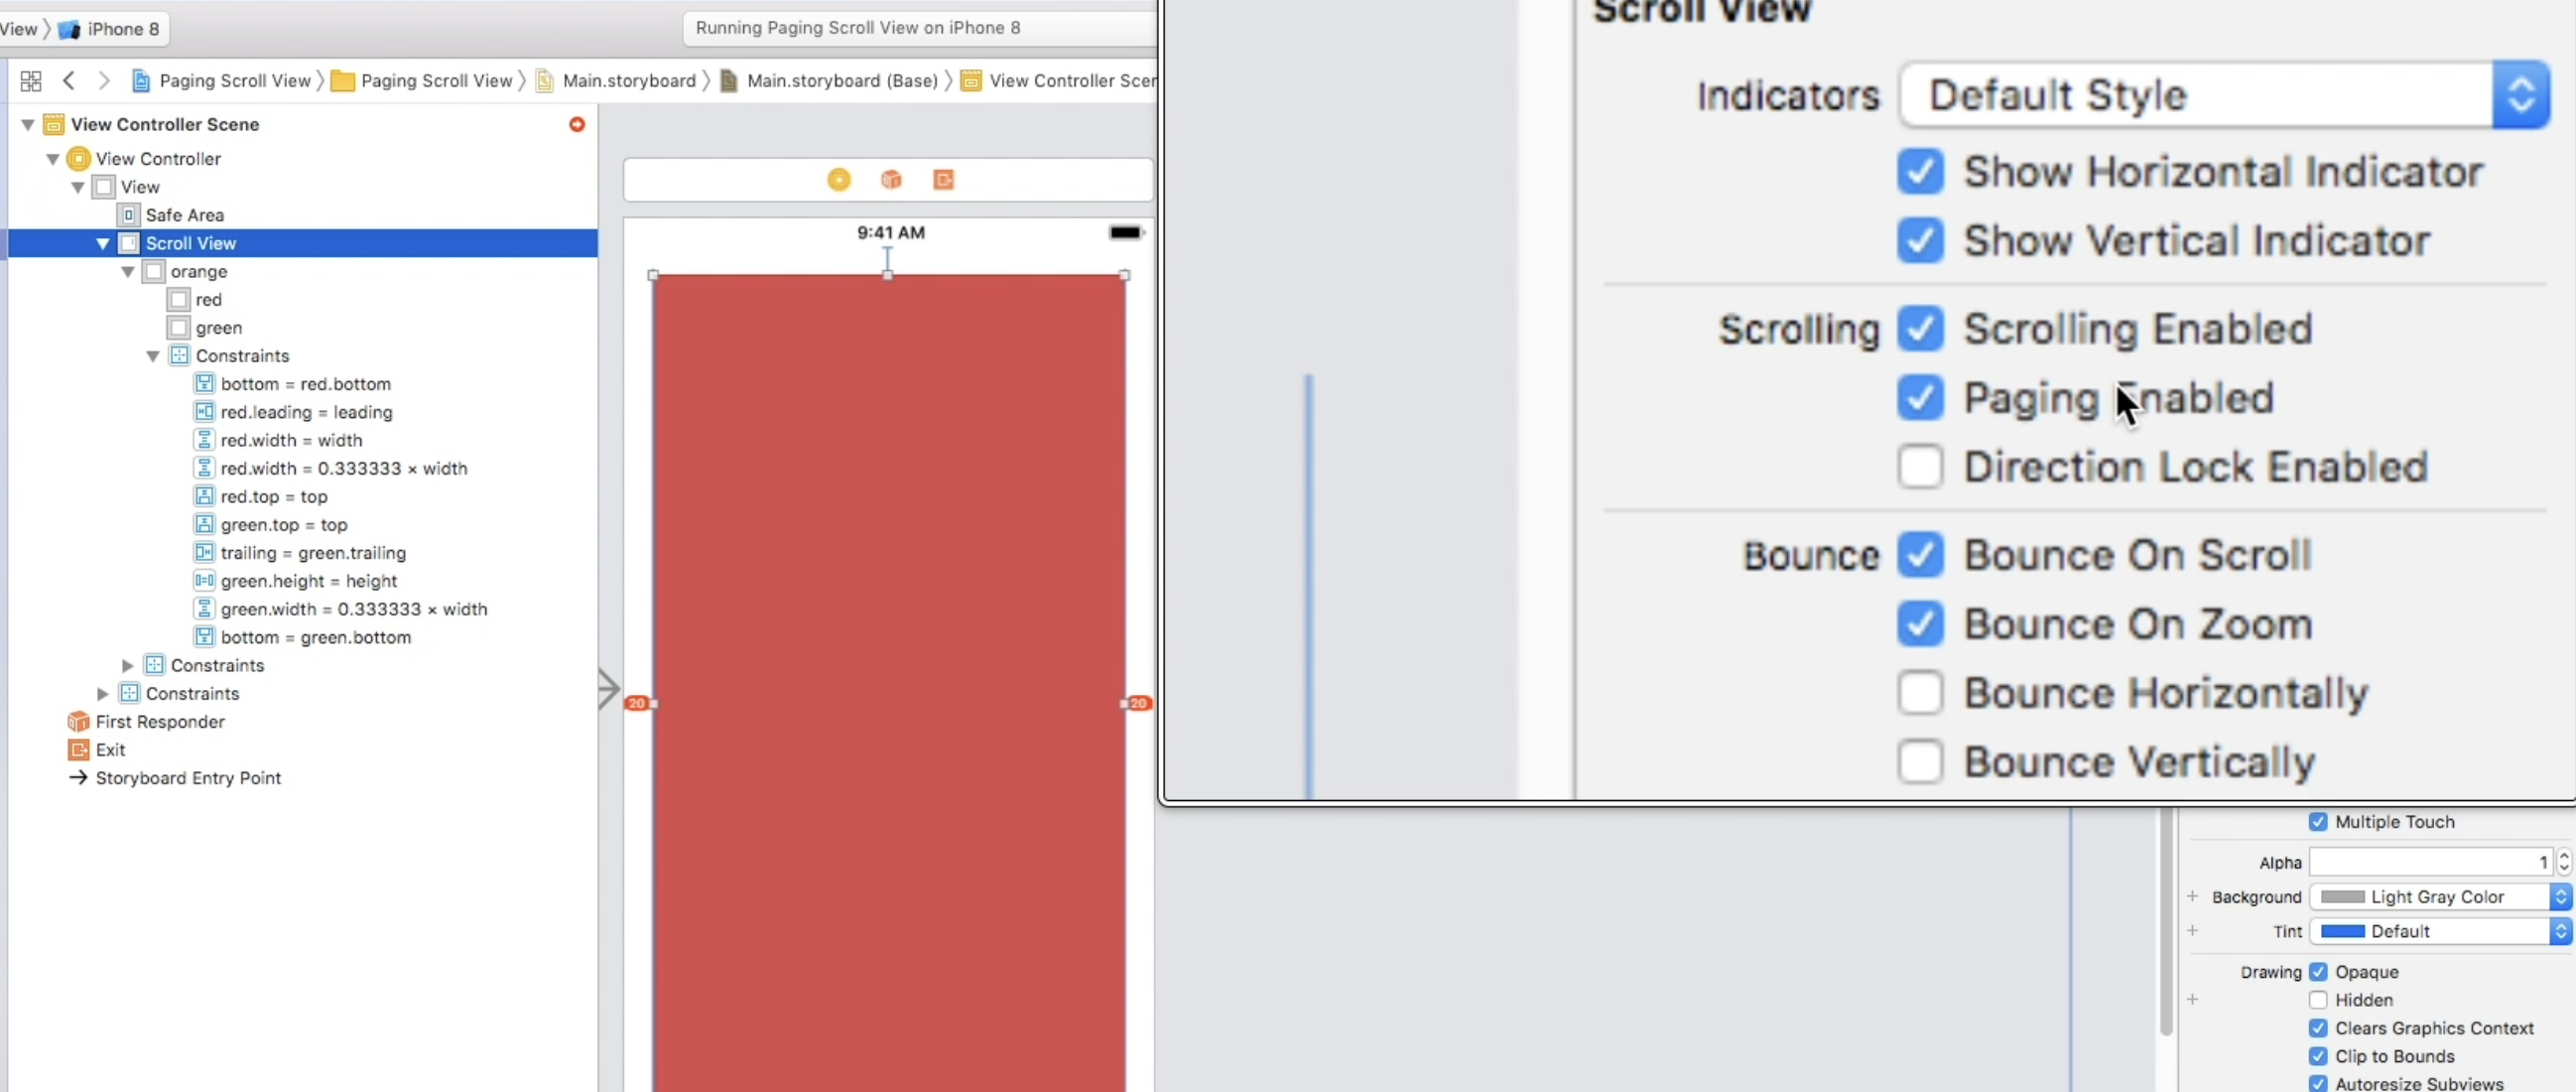 View 〉 iPhone 8
Running Paging Scroll View on iPhone 8
Paging Scroll View 〉 Paging Scroll View 〉 Main.storyboard 〉 Main.storyboard (Base) 〉 View Controller Scer
View Controller Scene
View Controller
View
Safe Area
Scroll View
orange
red
green
Constraints
bottom = red.bottom
red.leading = leading
red.width = width
red.width = 0.333333 × width
red.top = top
green.top = top
trailing = green.trailing
green.height = height
green.width = 0.333333 × width
bottom = green.bottom
Constraints
Constraints
First Responder
Exit
Storyboard Entry Point
9:41 AM
20
20
Scroll View
Indicators Default Style
Show Horizontal Indicator
Show Vertical Indicator
Scrolling Scrolling Enabled
Paging Enabled
Direction Lock Enabled
Bounce Bounce On Scroll
Bounce On Zoom
Bounce Horizontally
Bounce Vertically
Multiple Touch
Alpha 1
+ Background Light Gray Color
+ Tint Default
Drawing Opaque
+ Hidden
Clears Graphics Context
Clip to Bounds
Autoresize Subviews